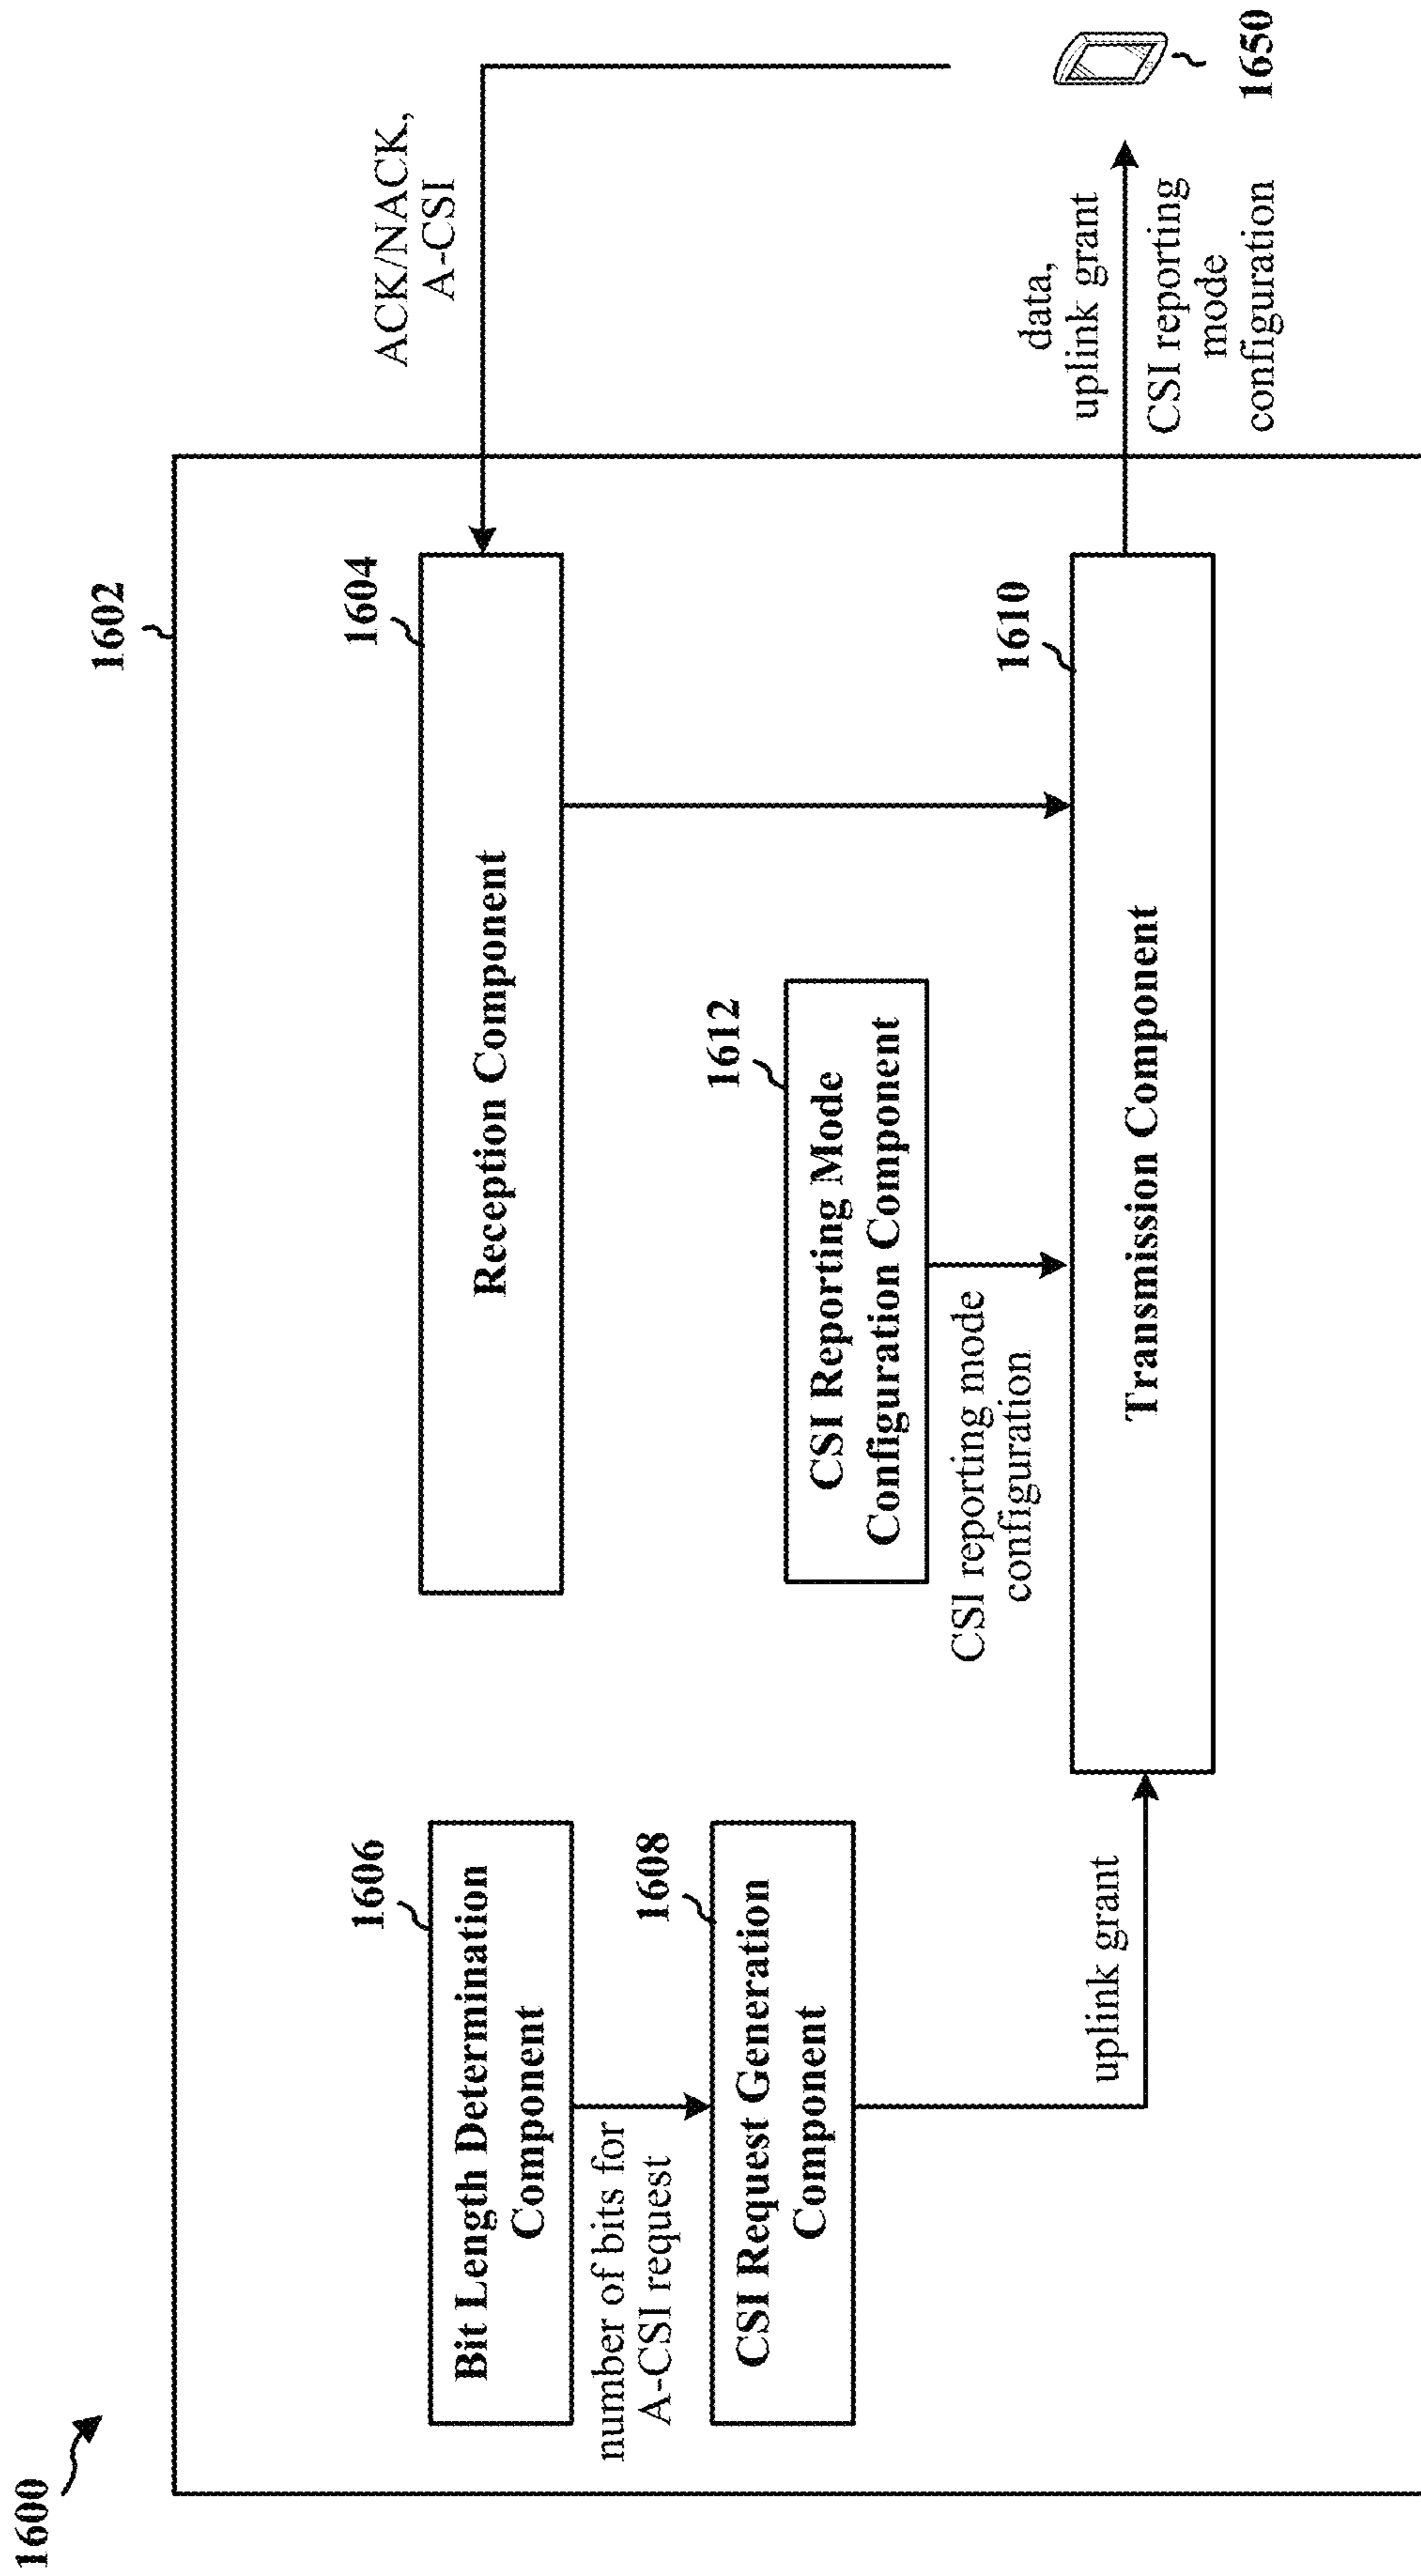 1600
1602
1606
Bit Length Determination
Component
number of bits for
A-CSI request
1608
CSI Request Generation
Component
uplink grant
1604
Reception Component
1612
CSI Reporting Mode
Configuration Component
CSI reporting mode
configuration
1610
Transmission Component
ACK/NACK,
A-CSI
data,
uplink grant
CSI reporting
mode
configuration
1650